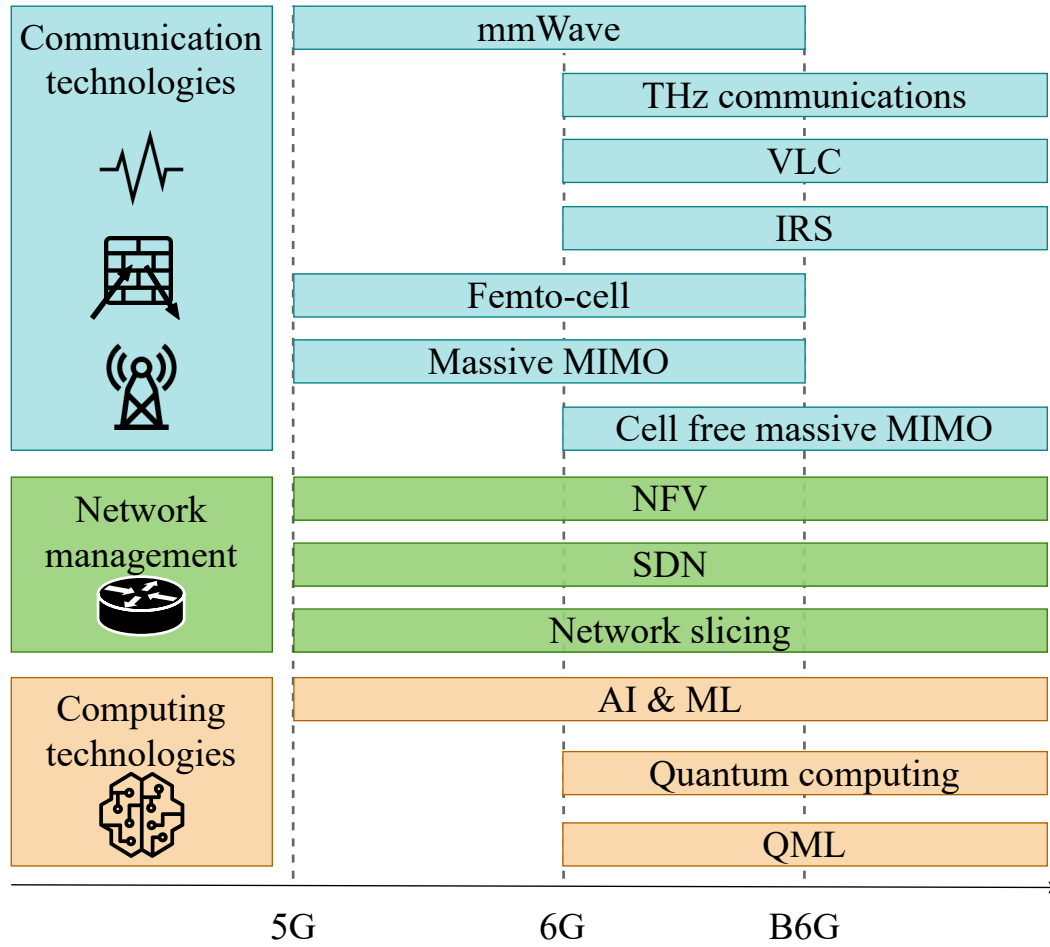 Communication
technologies
mmWave
THz communications
VLC
IRS
Femto-cell
Massive MIMO
Cell free massive MIMO
Network
management
NFV
SDN
Network slicing
Computing
technologies
AI & ML
Quantum computing
QML
5G
6G
B6G